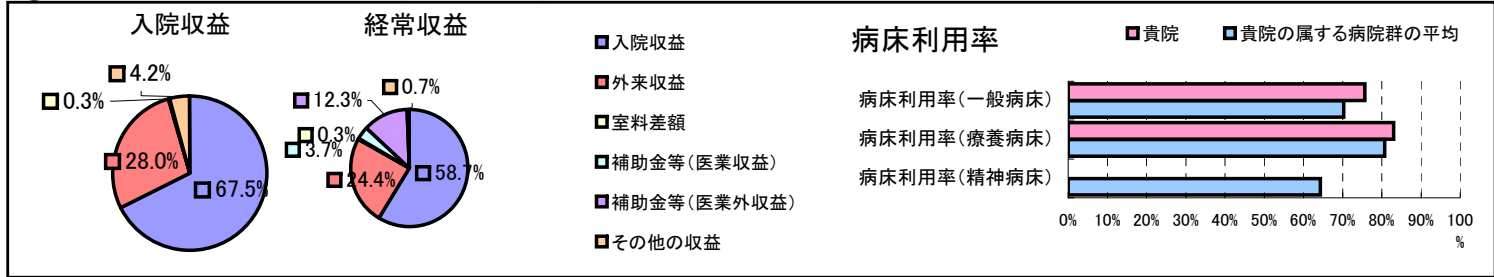 入院収益
4.2%
0.3%
28.0%
67.5%
経常収益
0.7%
12.3%
0.3%
3.7%
24.4%
58.7%
入院収益
外来収益
室料差額
補助金等(医業収益)
補助金等(医業外収益)
その他の収益
病床利用率
貴院 貴院の属する病院群の平均
病床利用率(一般病床)
病床利用率(療養病床)
病床利用率(精神病床)
0% 10% 20% 30% 40% 50% 60% 70% 80% 90% 100
%